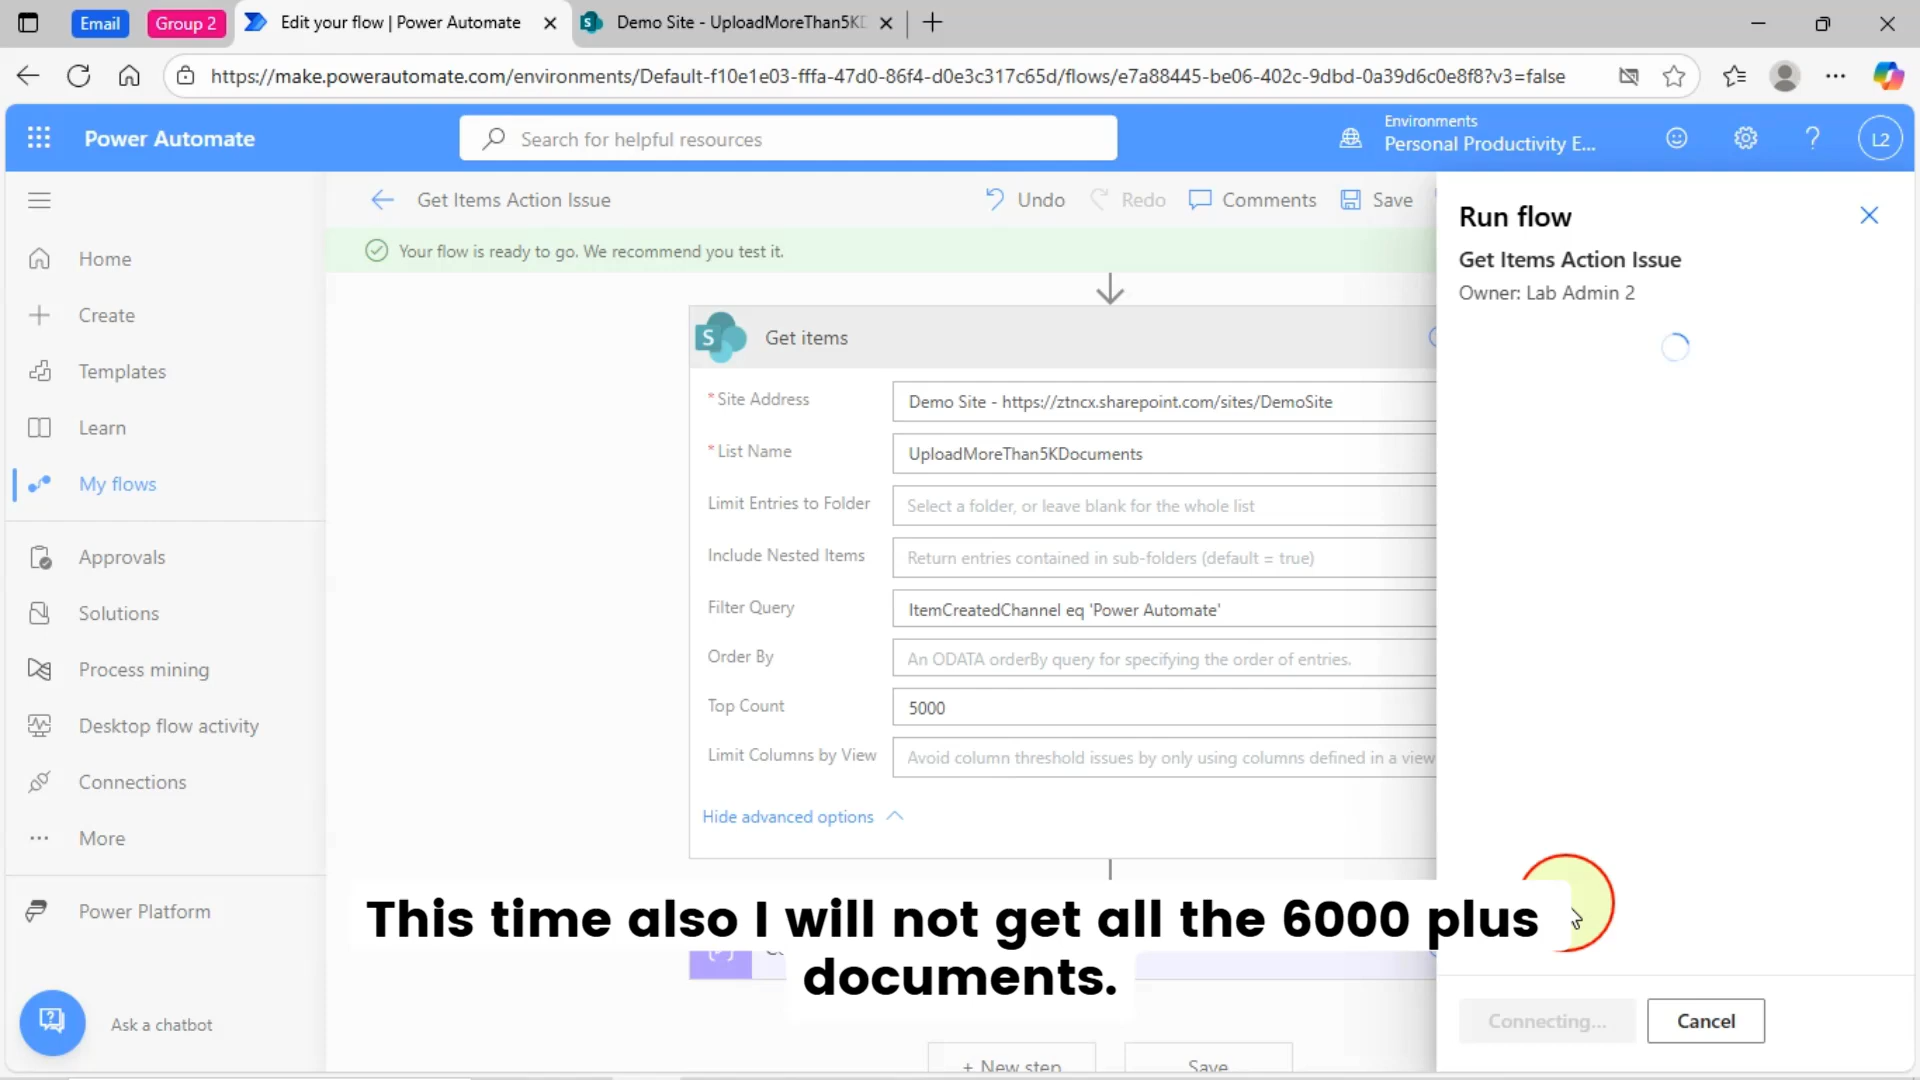 Email
Group 2
Edit your flow | Power Automate
Demo Site - UploadMoreThan5KD
https://make.powerautomate.com/environments/Default-f10e1e03-fffa-47d0-86f4-d0e3c317c65d/flows/e7a88445-be06-402c-9dbd-0a39d6c0e8f8?v3=false
Power Automate
Search for helpful resources
Environments
Personal Productivity E...
L2
Get Items Action Issue
Undo
Redo
Comments
Save
Your flow is ready to go. We recommend you test it.
Home
Create
Templates
Learn
My flows
Approvals
Solutions
Process mining
Desktop flow activity
Connections
More
Power Platform
Ask a chatbot
S
Get items
* Site Address
Demo Site - https://ztncx.sharepoint.com/sites/DemoSite
* List Name
UploadMoreThan5KDocuments
Limit Entries to Folder
Select a folder, or leave blank for the whole list
Include Nested Items
Return entries contained in sub-folders (default = true)
Filter Query
ItemCreatedChannel eq 'Power Automate'
Order By
An ODATA orderBy query for specifying the order of entries.
Top Count
5000
Limit Columns by View
Avoid column threshold issues by only using columns defined in a view
Hide advanced options
+ New step
Save
Run flow
Get Items Action Issue
Owner: Lab Admin 2
Connecting...
Cancel
This time also I will not get all the 6000 plus
documents.